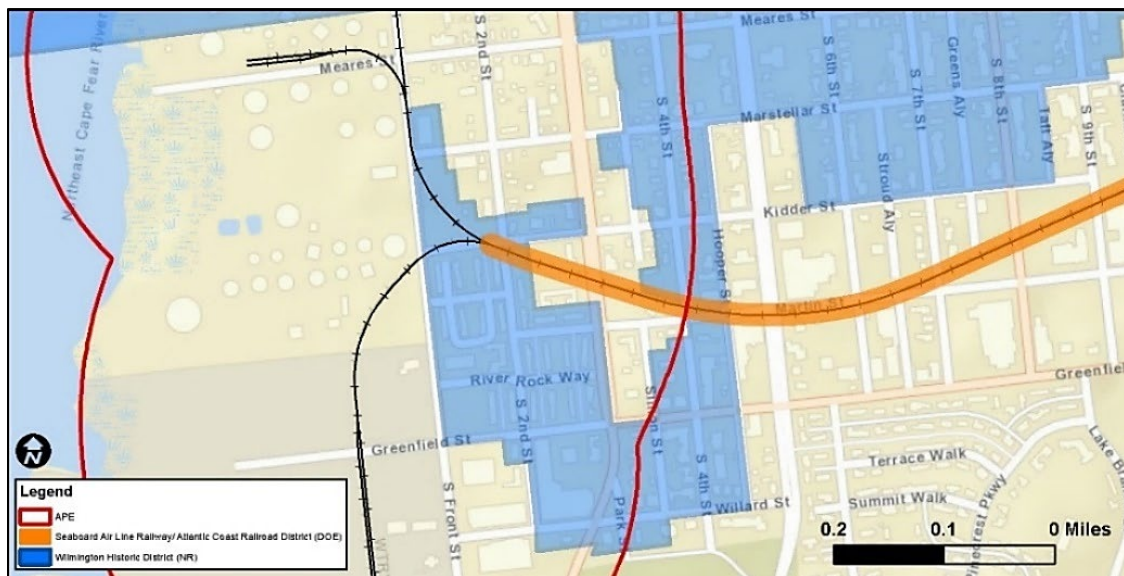 Meares St
S 2nd St
Meares St
S 6th St
Greens Aly
S 8th St
Northeast Cape Fear River
S 4th St
Marstellar St
S 7th St
Taft Aly
S 9th St
Stroud Aly
Kidder St
Hooper St
Martin St
River Rock Way
Greenfield
S 2nd St
Greenfield St
S 4th St
Terrace Walk
Summit Walk
Pinecrest Pkwy
Willard St
S Front St
Park St
N
Legend
APE
Seaboard Air Line Railway/ Atlantic Coast Railroad District (DOE)
Wilmington Historic District (NR)
0.2 0.1 0 Miles